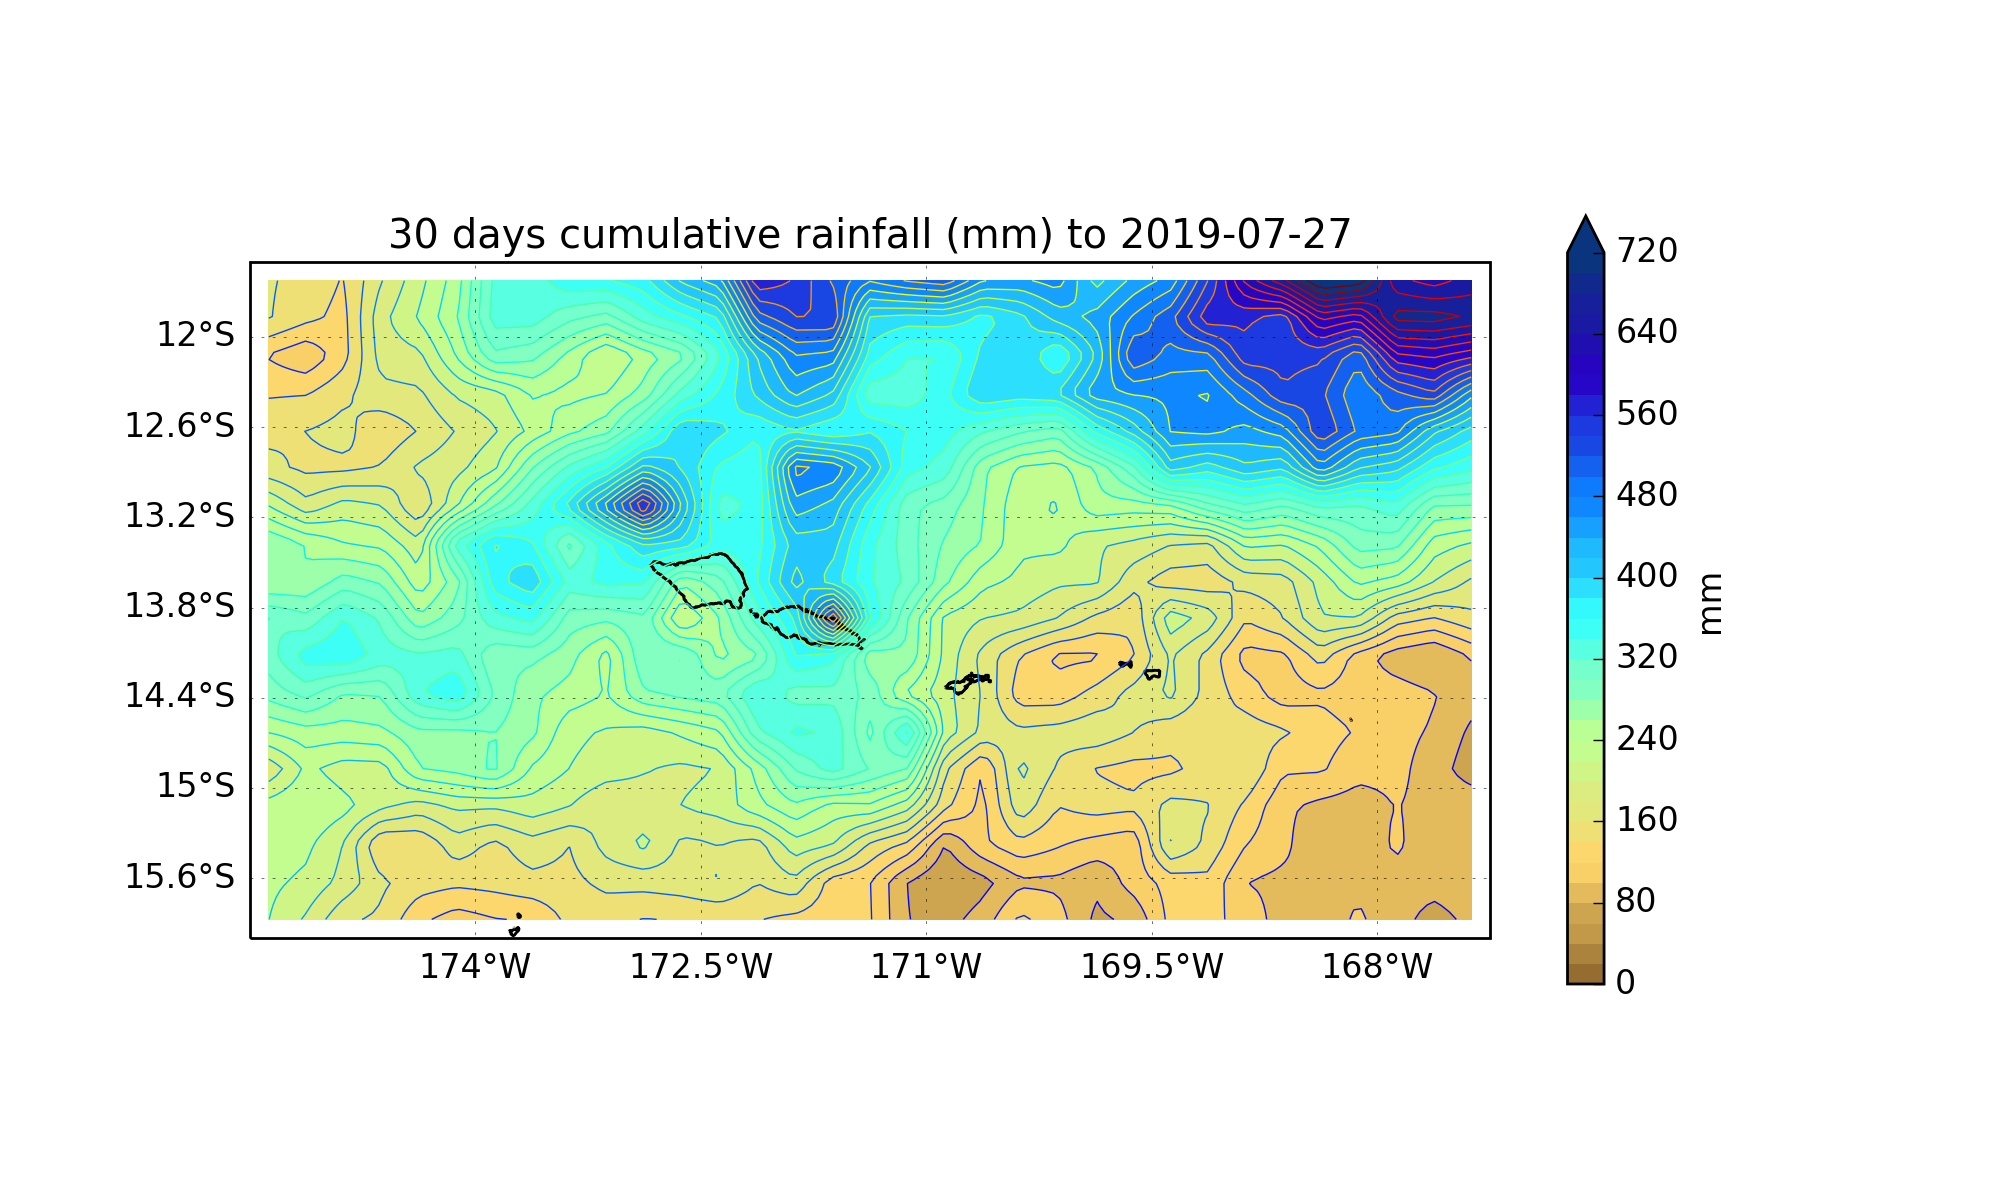 30 days cumulative rainfall (mm) to 2019-07-27
12°S
12.6°S
13.2°S
13.8°S
14.4°S
15°S
15.6°S
174°W
172.5°W
171°W
169.5°W
168°W
720
640
560
480
400
320
240
160
80
0
mm